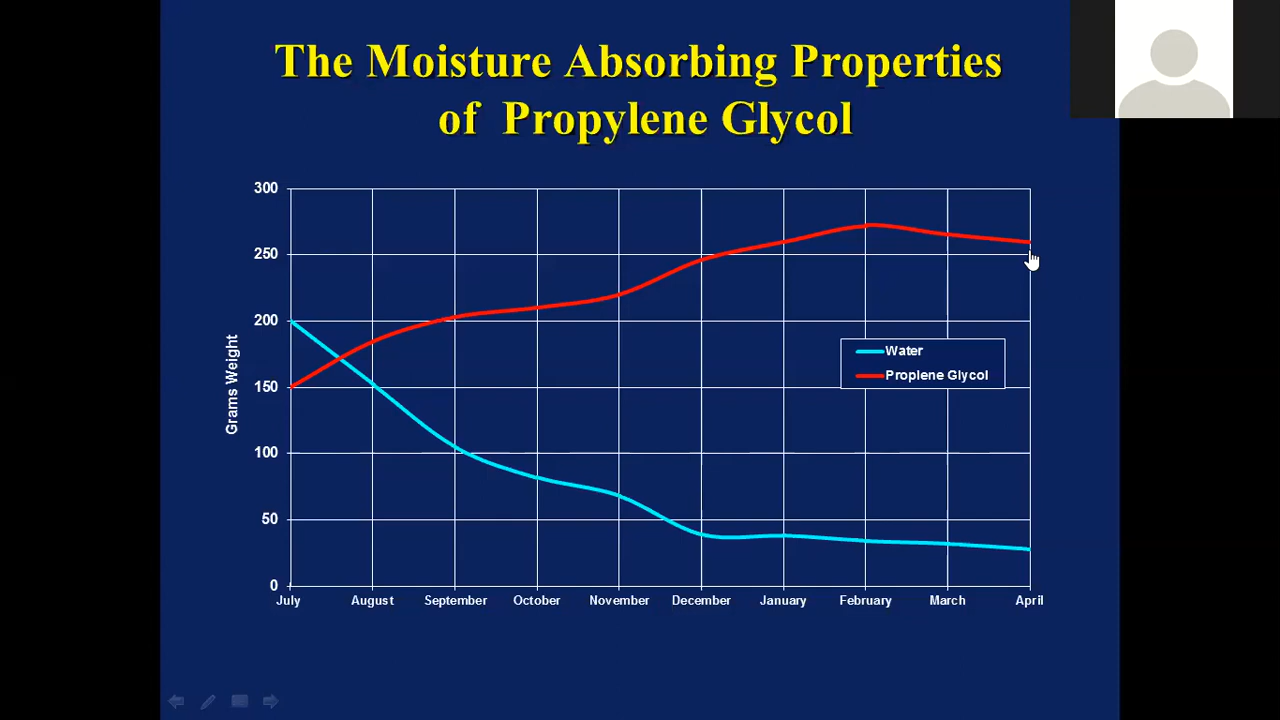 The Moisture Absorbing Properties
of Propylene Glycol
300
250
200
150
100
50
0
Grams Weight
Water
Proplene Glycol
July August September October November December January February March April